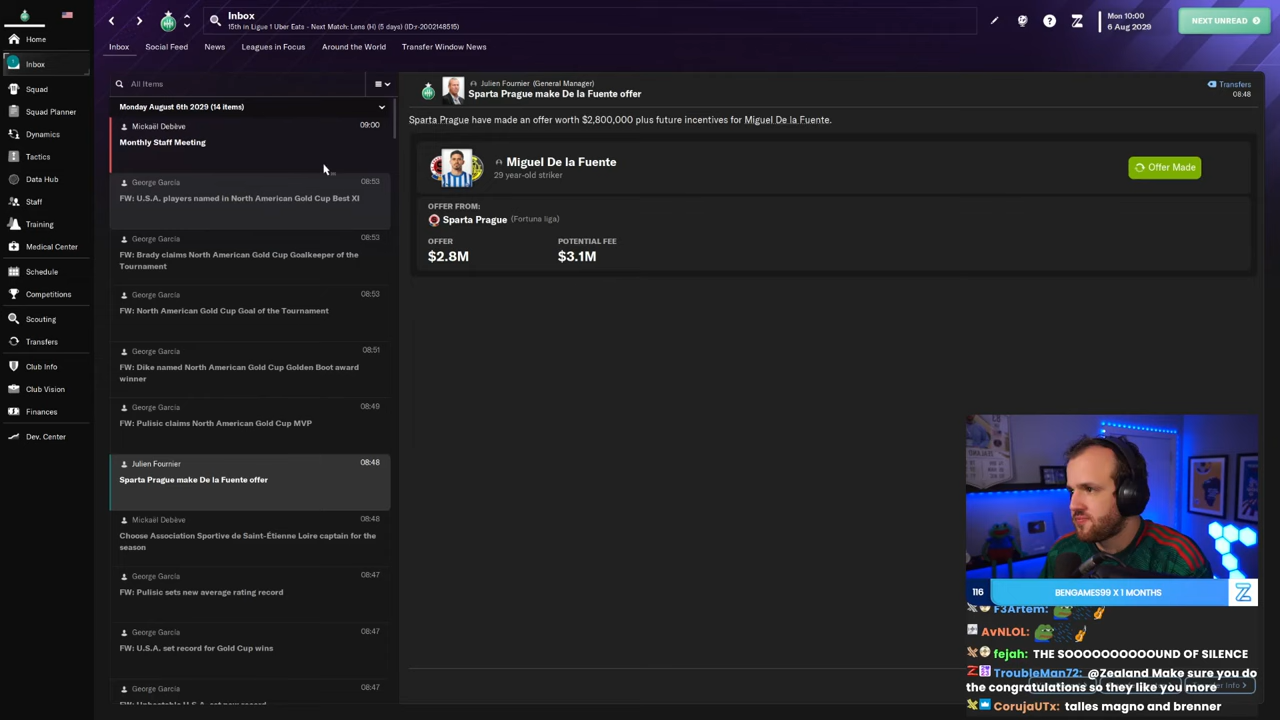 Inbox
15th in Ligue 1 Uber Eats - Next Match: Lens (H) (5 days) (ID:r-2002148515)
Mon 10:00
6 Aug 2029
NEXT UNREAD
Home
Inbox
Squad
Squad Planner
Dynamics
Tactics
Data Hub
Staff
Training
Medical Center
Schedule
Competitions
Scouting
Transfers
Club Info
Club Vision
Finances
Dev. Center
Inbox
Social Feed
News
Leagues in Focus
Around the World
Transfer Window News
All Items
Monday August 6th 2029 (14 items)
Mickaël Debève
09:00
Monthly Staff Meeting
George García
08:53
FW: U.S.A. players named in North American Gold Cup Best XI
George García
08:53
FW: Brady claims North American Gold Cup Goalkeeper of the
Tournament
George García
08:53
FW: North American Gold Cup Goal of the Tournament
George García
08:51
FW: Dike named North American Gold Cup Golden Boot award
winner
George García
08:49
FW: Pulisic claims North American Gold Cup MVP
Julien Fournier
08:48
Sparta Prague make De la Fuente offer
Mickaël Debève
08:48
Choose Association Sportive de Saint-Étienne Loire captain for the
season
George García
08:47
FW: Pulisic sets new average rating record
George García
08:47
FW: U.S.A. set record for Gold Cup wins
George García
08:47
Julien Fournier (General Manager)
Sparta Prague make De la Fuente offer
Transfers
08:48
Sparta Prague have made an offer worth $2,800,000 plus future incentives for Miguel De la Fuente.
Miguel De la Fuente
29 year-old striker
Offer Made
OFFER FROM:
Sparta Prague (Fortuna liga)
OFFER
POTENTIAL FEE
$2.8M
$3.1M
116
BENGAMES99 X 1 MONTHS
Z
F3Artem:
AvNLOL:
fejah: THE SOOOOOOOOOUND OF SILENCE
TroubleMan72: @Zealand Make sure you do
the congratulations so they like you more
CorujaUTx: talles magno and brenner